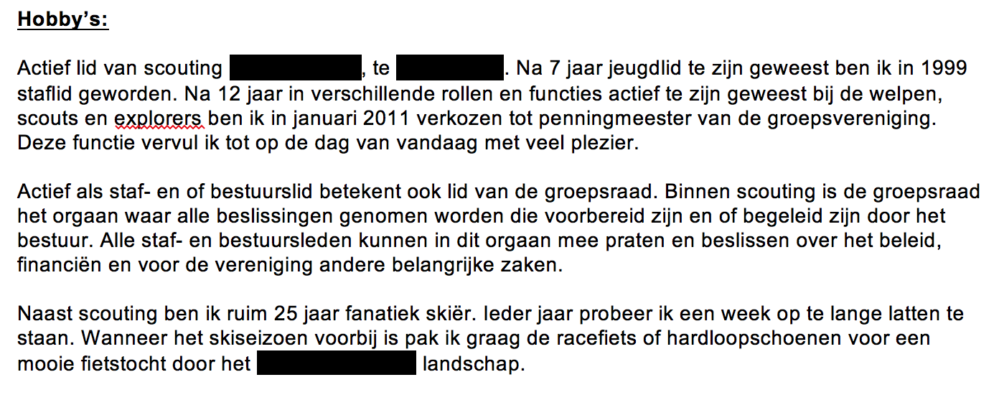 Hobby’s:
Actief lid van scouting , te . Na 7 jaar jeugdlid te zijn geweest ben ik in 1999
staflid geworden. Na 12 jaar in verschillende rollen en functies actief te zijn geweest bij de welpen,
scouts en explorers ben ik in januari 2011 verkozen tot penningmeester van de groepsvereniging.
Deze functie vervul ik tot op de dag van vandaag met veel plezier.
Actief als staf- en of bestuurslid betekent ook lid van de groepsraad. Binnen scouting is de groepsraad
het orgaan waar alle beslissingen genomen worden die voorbereid zijn en of begeleid zijn door het
bestuur. Alle staf- en bestuursleden kunnen in dit orgaan mee praten en beslissen over het beleid,
financiën en voor de vereniging andere belangrijke zaken.
Naast scouting ben ik ruim 25 jaar fanatiek skiër. Ieder jaar probeer ik een week op te lange latten te
staan. Wanneer het skiseizoen voorbij is pak ik graag de racefiets of hardloopschoenen voor een
mooie fietstocht door het landschap.